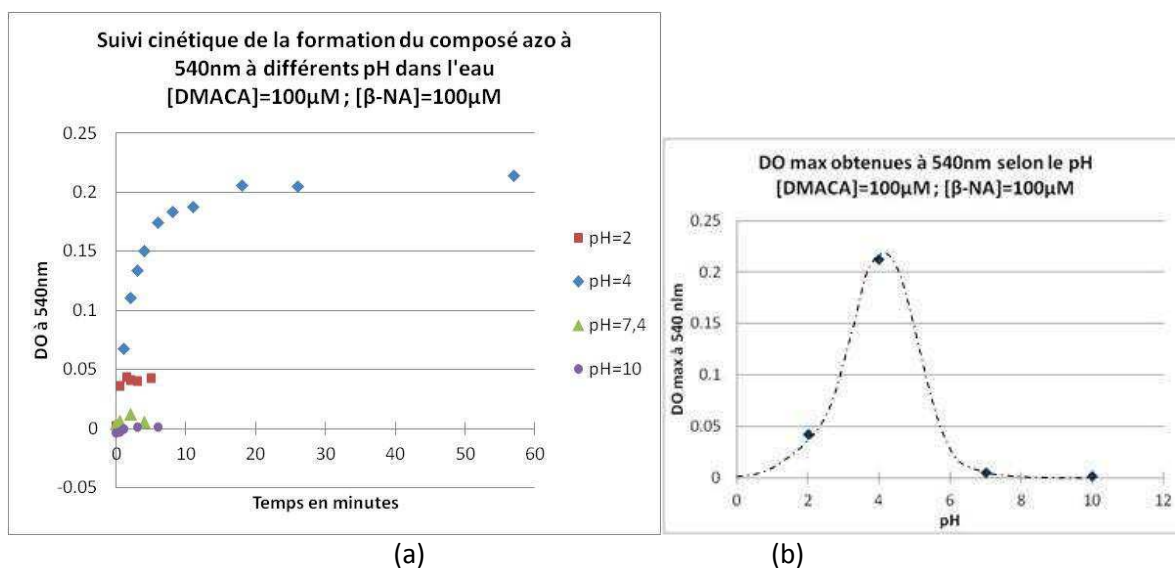 Suivi cinétique de la formation du composé azo à
540nm à différents pH dans l'eau
[DMACA]=100µM ; [β-NA]=100µM
DO à 540nm
0.25
0.2
0.15
0.1
0.05
0
-0.05
0 10 20 30 40 50 60
Temps en minutes
pH=2
pH=4
pH=7,4
pH=10
(a)
DO max obtenues à 540nm selon le pH
[DMACA]=100µM ; [β-NA]=100µM
DO max à 540 nlm
0.25
0.2
0.15
0.1
0.05
0
0 2 4 6 8 10 12
pH
(b)